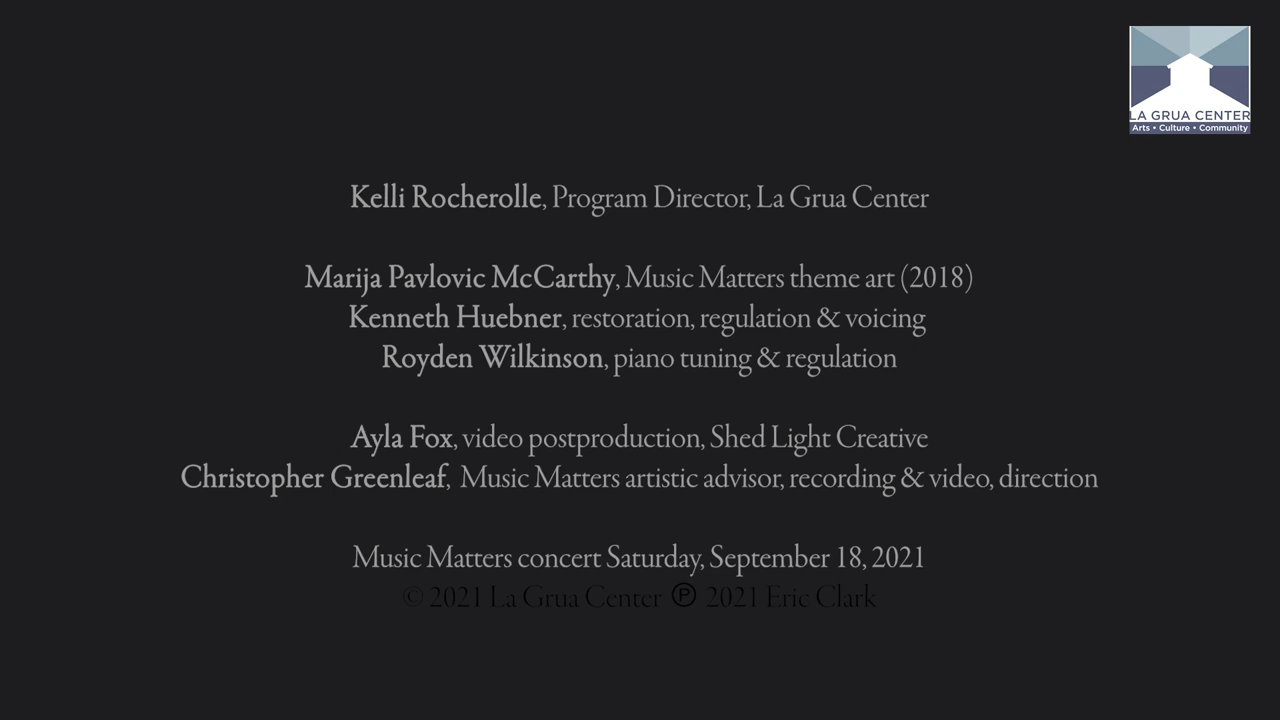 LA GRUA CENTER
Arts • Culture • Community
Kelli Rocherolle, Program Director, La Grua Center
Marija Pavlovic McCarthy, Music Matters theme art (2018)
Kenneth Huebner, restoration, regulation & voicing
Royden Wilkinson, piano tuning & regulation
Ayla Fox, video postproduction, Shed Light Creative
Christopher Greenleaf, Music Matters artistic advisor, recording & video, direction
Music Matters concert Saturday, September 18, 2021
© 2021 La Grua Center ℗ 2021 Eric Clark